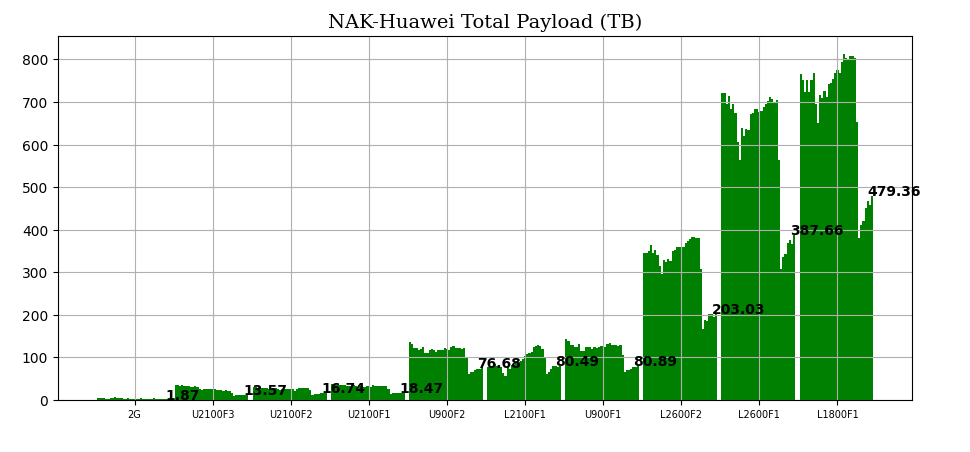 NAK-Huawei Total Payload (TB)
800
700
600
500
400
300
200
100
0
479.36
387.66
203.03
76.68
80.49
80.89
1.87
13.57
16.74
18.47
2G
U2100F3
U2100F2
U2100F1
U900F2
L2100F1
U900F1
L2600F2
L2600F1
L1800F1